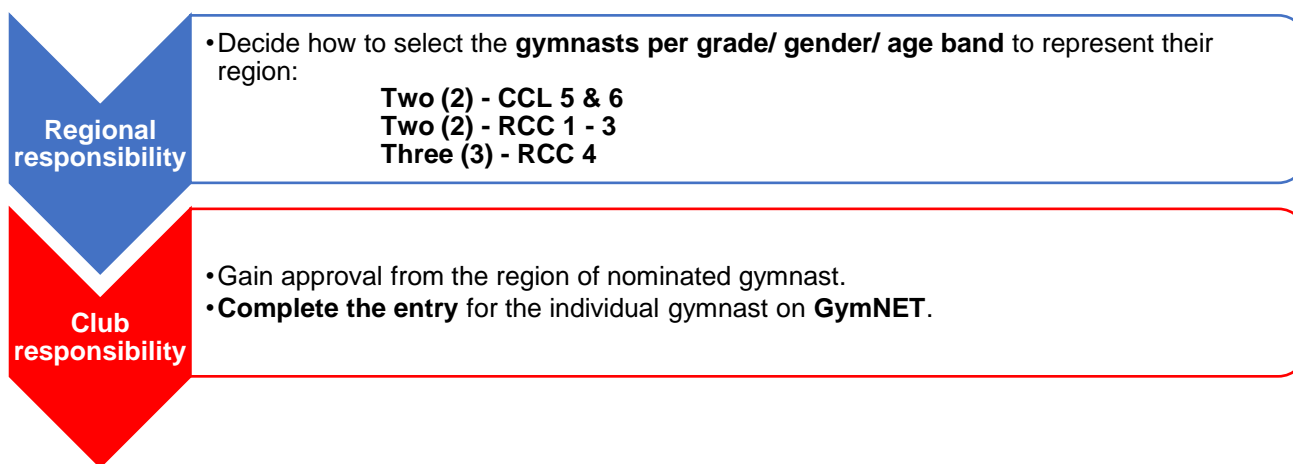 Regional
responsibility
•Decide how to select the gymnasts per grade/ gender/ age band to represent their
region:
Two (2) - CCL 5 & 6
Two (2) - RCC 1 - 3
Three (3) - RCC 4
Club
responsibility
•Gain approval from the region of nominated gymnast.
•Complete the entry for the individual gymnast on GymNET.